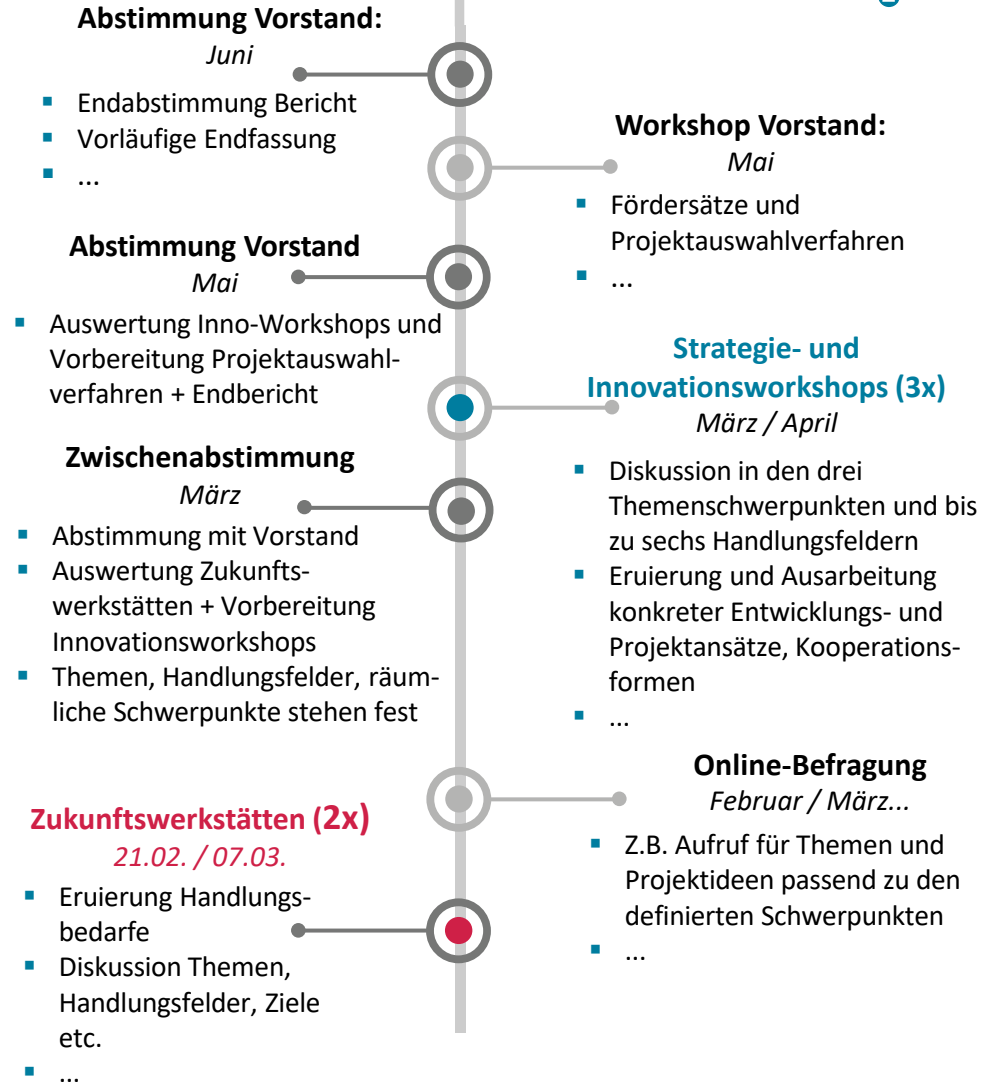 Abstimmung Vorstand:
Juni
▪ Endabstimmung Bericht
▪ Vorläufige Endfassung
▪ ...
Workshop Vorstand:
Mai
▪ Fördersätze und
Projektauswahlverfahren
▪ ...
Abstimmung Vorstand
Mai
▪ Auswertung Inno-Workshops und
Vorbereitung Projektauswahl-
verfahren + Endbericht
Strategie- und
Innovationsworkshops (3x)
März / April
▪ Diskussion in den drei
Themenschwerpunkten und bis
zu sechs Handlungsfeldern
▪ Eruierung und Ausarbeitung
konkreter Entwicklungs- und
Projektansätze, Kooperations-
formen
▪ ...
Zwischenabstimmung
März
▪ Abstimmung mit Vorstand
▪ Auswertung Zukunfts-
werkstätten + Vorbereitung
Innovationsworkshops
▪ Themen, Handlungsfelder, räum-
liche Schwerpunkte stehen fest
Online-Befragung
Februar / März...
▪ Z.B. Aufruf für Themen und
Projektideen passend zu den
definierten Schwerpunkten
▪ ...
Zukunftswerkstätten (2x)
21.02. / 07.03.
▪ Eruierung Handlungs-
bedarfe
▪ Diskussion Themen,
Handlungsfelder, Ziele
etc.
▪ ...